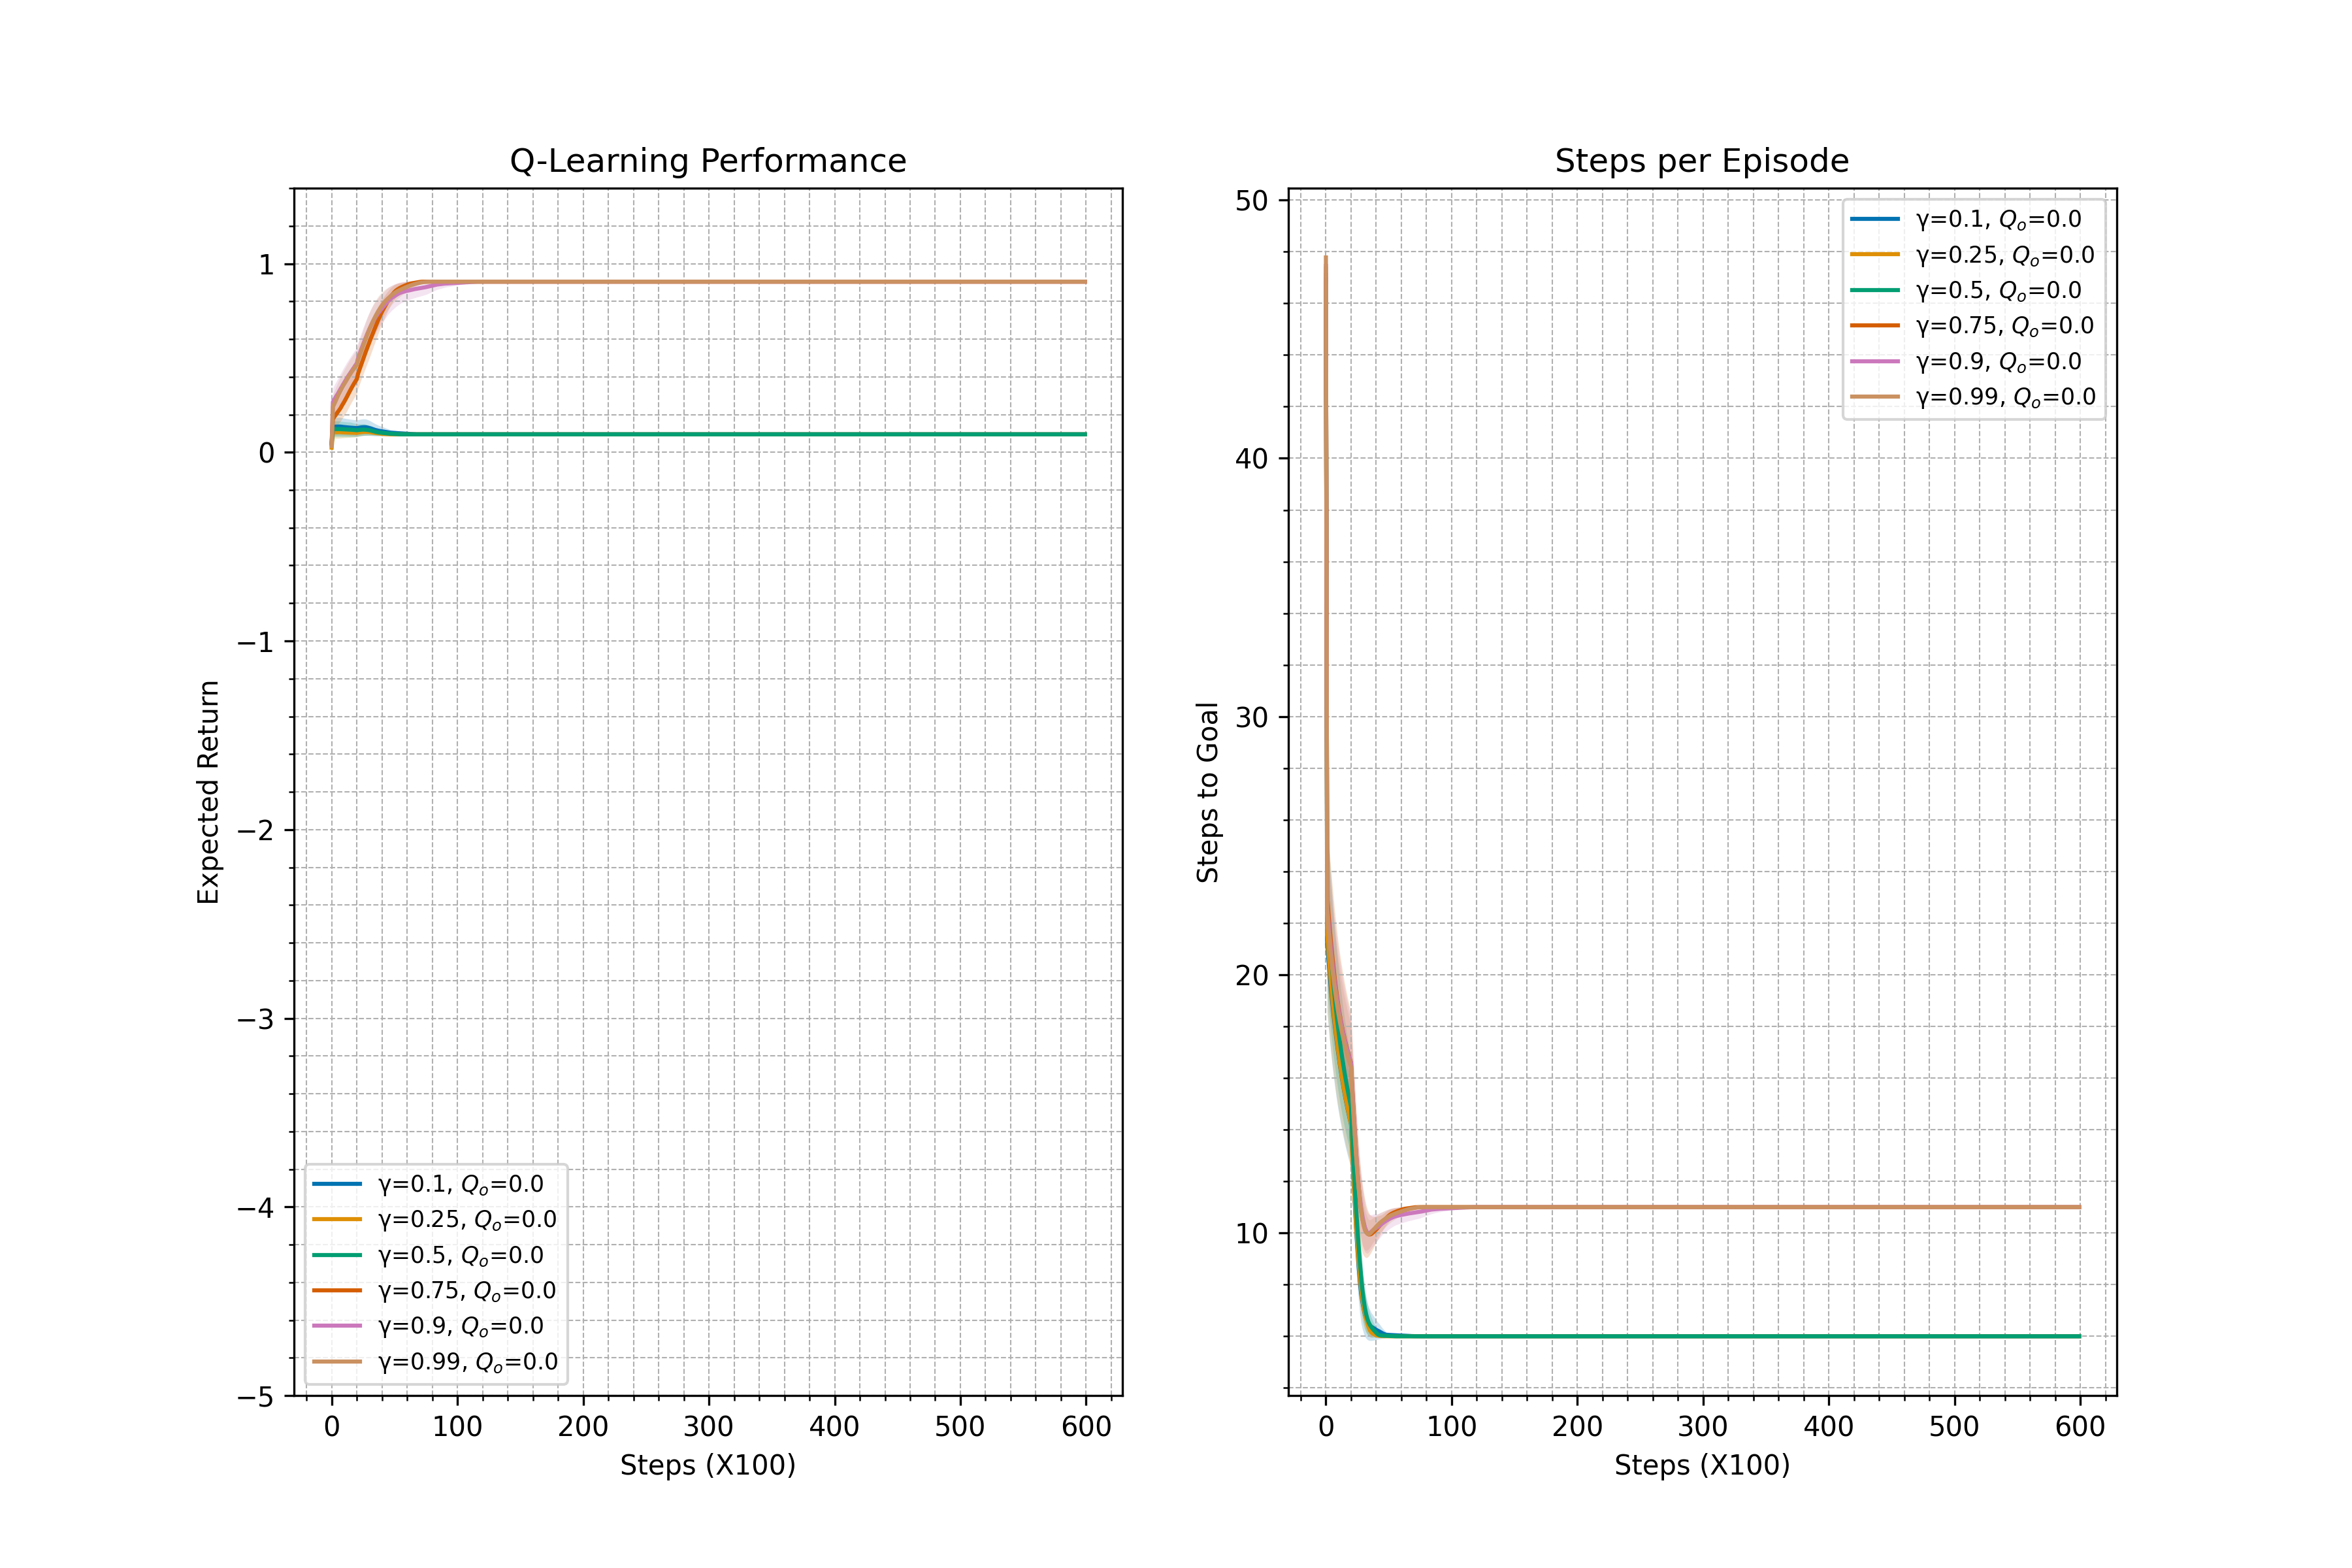 Q-Learning Performance
1
0
−1
−2
−3
−4
−5
Expected Return
0 100 200 300 400 500 600
Steps (X100)
γ=0.1, Qₒ=0.0
γ=0.25, Qₒ=0.0
γ=0.5, Qₒ=0.0
γ=0.75, Qₒ=0.0
γ=0.9, Qₒ=0.0
γ=0.99, Qₒ=0.0
Steps per Episode
50
40
30
20
10
Steps to Goal
0 100 200 300 400 500 600
Steps (X100)
γ=0.1, Qₒ=0.0
γ=0.25, Qₒ=0.0
γ=0.5, Qₒ=0.0
γ=0.75, Qₒ=0.0
γ=0.9, Qₒ=0.0
γ=0.99, Qₒ=0.0